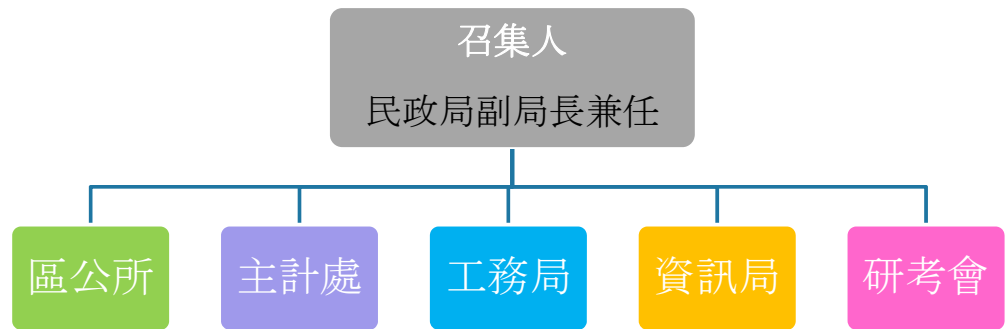 召集人
民政局副局長兼任
區公所
主計處
工務局
資訊局
研考會